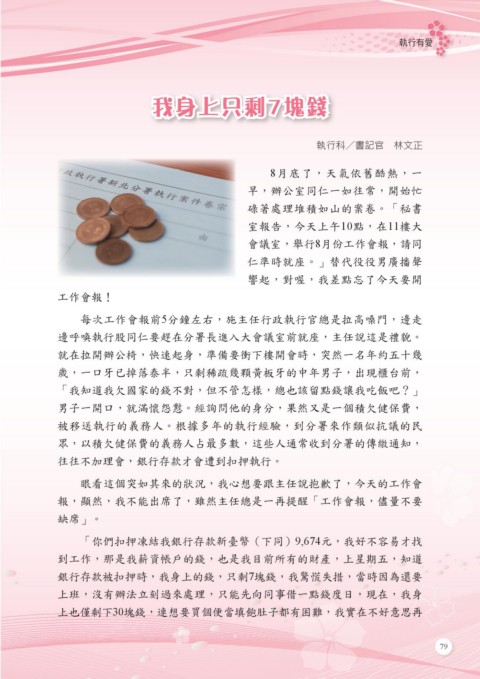 執行有愛
我身上只剩7塊錢
執行科／書記官　林文正
政執行署新北分署執行案件卷宗
8月底了，天氣依舊酷熱，一
早，辦公室同仁一如往常，開始忙
碌著處理堆積如山的案卷。「秘書
室報告，今天上午10點，在11樓大
會議室，舉行8月份工作會報，請同
仁準時就座。」替代役役男廣播聲
響起，對喔，我差點忘了今天要開
工作會報！
每次工作會報前5分鐘左右，施主任行政執行官總是拉高嗓門，邊走
邊呼喚執行股同仁要趕在分署長進入大會議室前就座，主任說這是禮貌。
就在拉開辦公椅，快速起身，準備要衝下樓開會時，突然一名年約五十幾
歲，一口牙已掉落泰半，只剩稀疏幾顆黃板牙的中年男子，出現櫃台前，
「我知道我欠國家的錢不對，但不管怎樣，總也該留點錢讓我吃飯吧？」
男子一開口，就滿懷怨懟。經詢問他的身分，果然又是一個積欠健保費，
被移送執行的義務人。根據多年的執行經驗，到分署來作類似抗議的民
眾，以積欠健保費的義務人占最多數，這些人通常收到分署的傳繳通知，
往往不加理會，銀行存款才會遭到扣押執行。
眼看這個突如其來的狀況，我心想要跟主任說抱歉了，今天的工作會
報，顯然，我不能出席了，雖然主任總是一再提醒「工作會報，儘量不要
缺席」。
「你們扣押凍結我銀行存款新臺幣（下同）9,674元，我好不容易才找
到工作，那是我薪資帳戶的錢，也是我目前所有的財產，上星期五，知道
銀行存款被扣押時，我身上的錢，只剩7塊錢，我驚慌失措，當時因為還要
上班，沒有辦法立刻過來處理，只能先向同事借一點錢度日，現在，我身
上也僅剩下30塊錢，連想要買個便當填飽肚子都有困難，我實在不好意思再
79